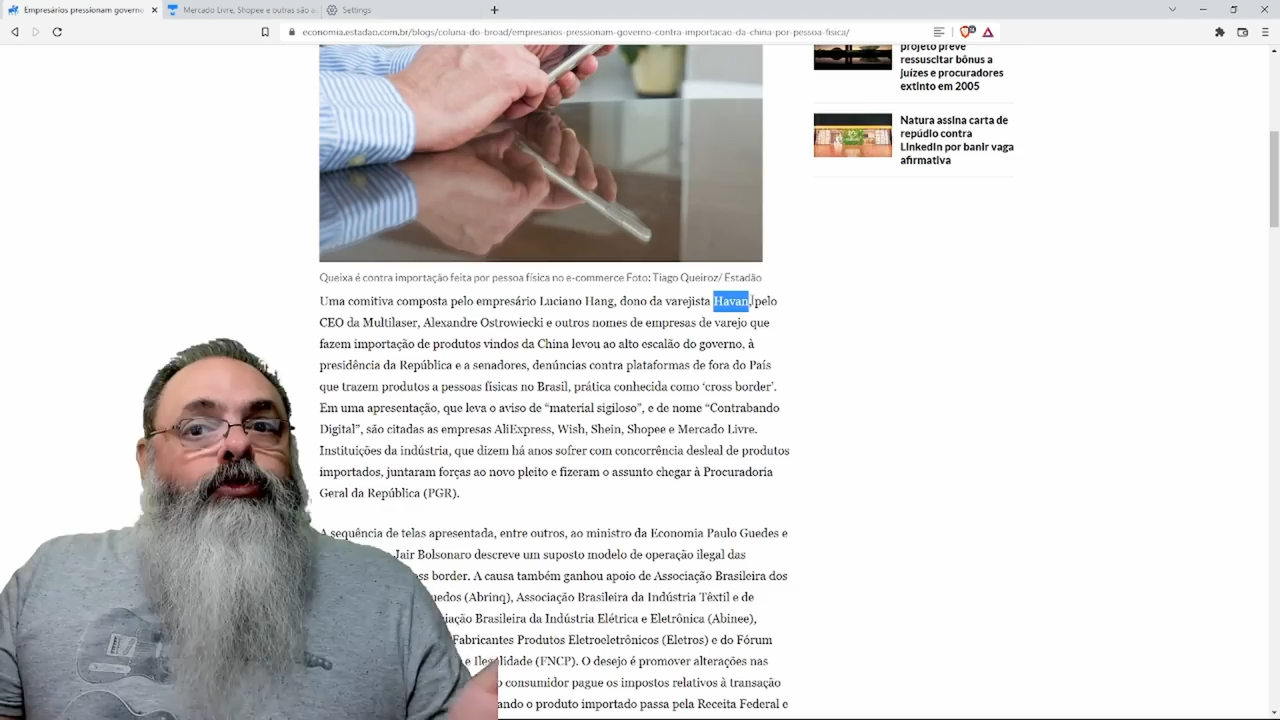 Empresários pressionam governo
Mercado Livre, Shopee e outras são a
Settings
economia.estadao.com.br/blogs/coluna-do-broad/empresarios-pressionam-governo-contra-importacao-da-china-por-pessoa-fisica/
projeto prevê
ressuscitar bônus a
juízes e procuradores
extinto em 2005
Natura assina carta de
repúdio contra
LinkedIn por banir vaga
afirmativa
Queixa é contra importação feita por pessoa física no e-commerce Foto: Tiago Queiroz/ Estadão
Uma comitiva composta pelo empresário Luciano Hang, dono da varejista Havan, pelo
CEO da Multilaser, Alexandre Ostrowiecki e outros nomes de empresas de varejo que
fazem importação de produtos vindos da China levou ao alto escalão do governo, à
presidência da República e a senadores, denúncias contra plataformas de fora do País
que trazem produtos a pessoas físicas no Brasil, prática conhecida como ‘cross border’.
Em uma apresentação, que leva o aviso de “material sigiloso”, e de nome “Contrabando
Digital”, são citadas as empresas AliExpress, Wish, Shein, Shopee e Mercado Livre.
Instituições da indústria, que dizem há anos sofrer com concorrência desleal de produtos
importados, juntaram forças ao novo pleito e fizeram o assunto chegar à Procuradoria
Geral da República (PGR).
A sequência de telas apresentada, entre outros, ao ministro da Economia Paulo Guedes e
Jair Bolsonaro descreve um suposto modelo de operação ilegal das
border. A causa também ganhou apoio de Associação Brasileira dos
(Abrinq), Associação Brasileira da Indústria Têxtil e de
Brasileira da Indústria Elétrica e Eletrônica (Abinee),
Fabricantes Produtos Eletroeletrônicos (Eletros) e do Fórum
e Ilegalidade (FNCP). O desejo é promover alterações nas
o consumidor pague os impostos relativos à transação
o produto importado passa pela Receita Federal e